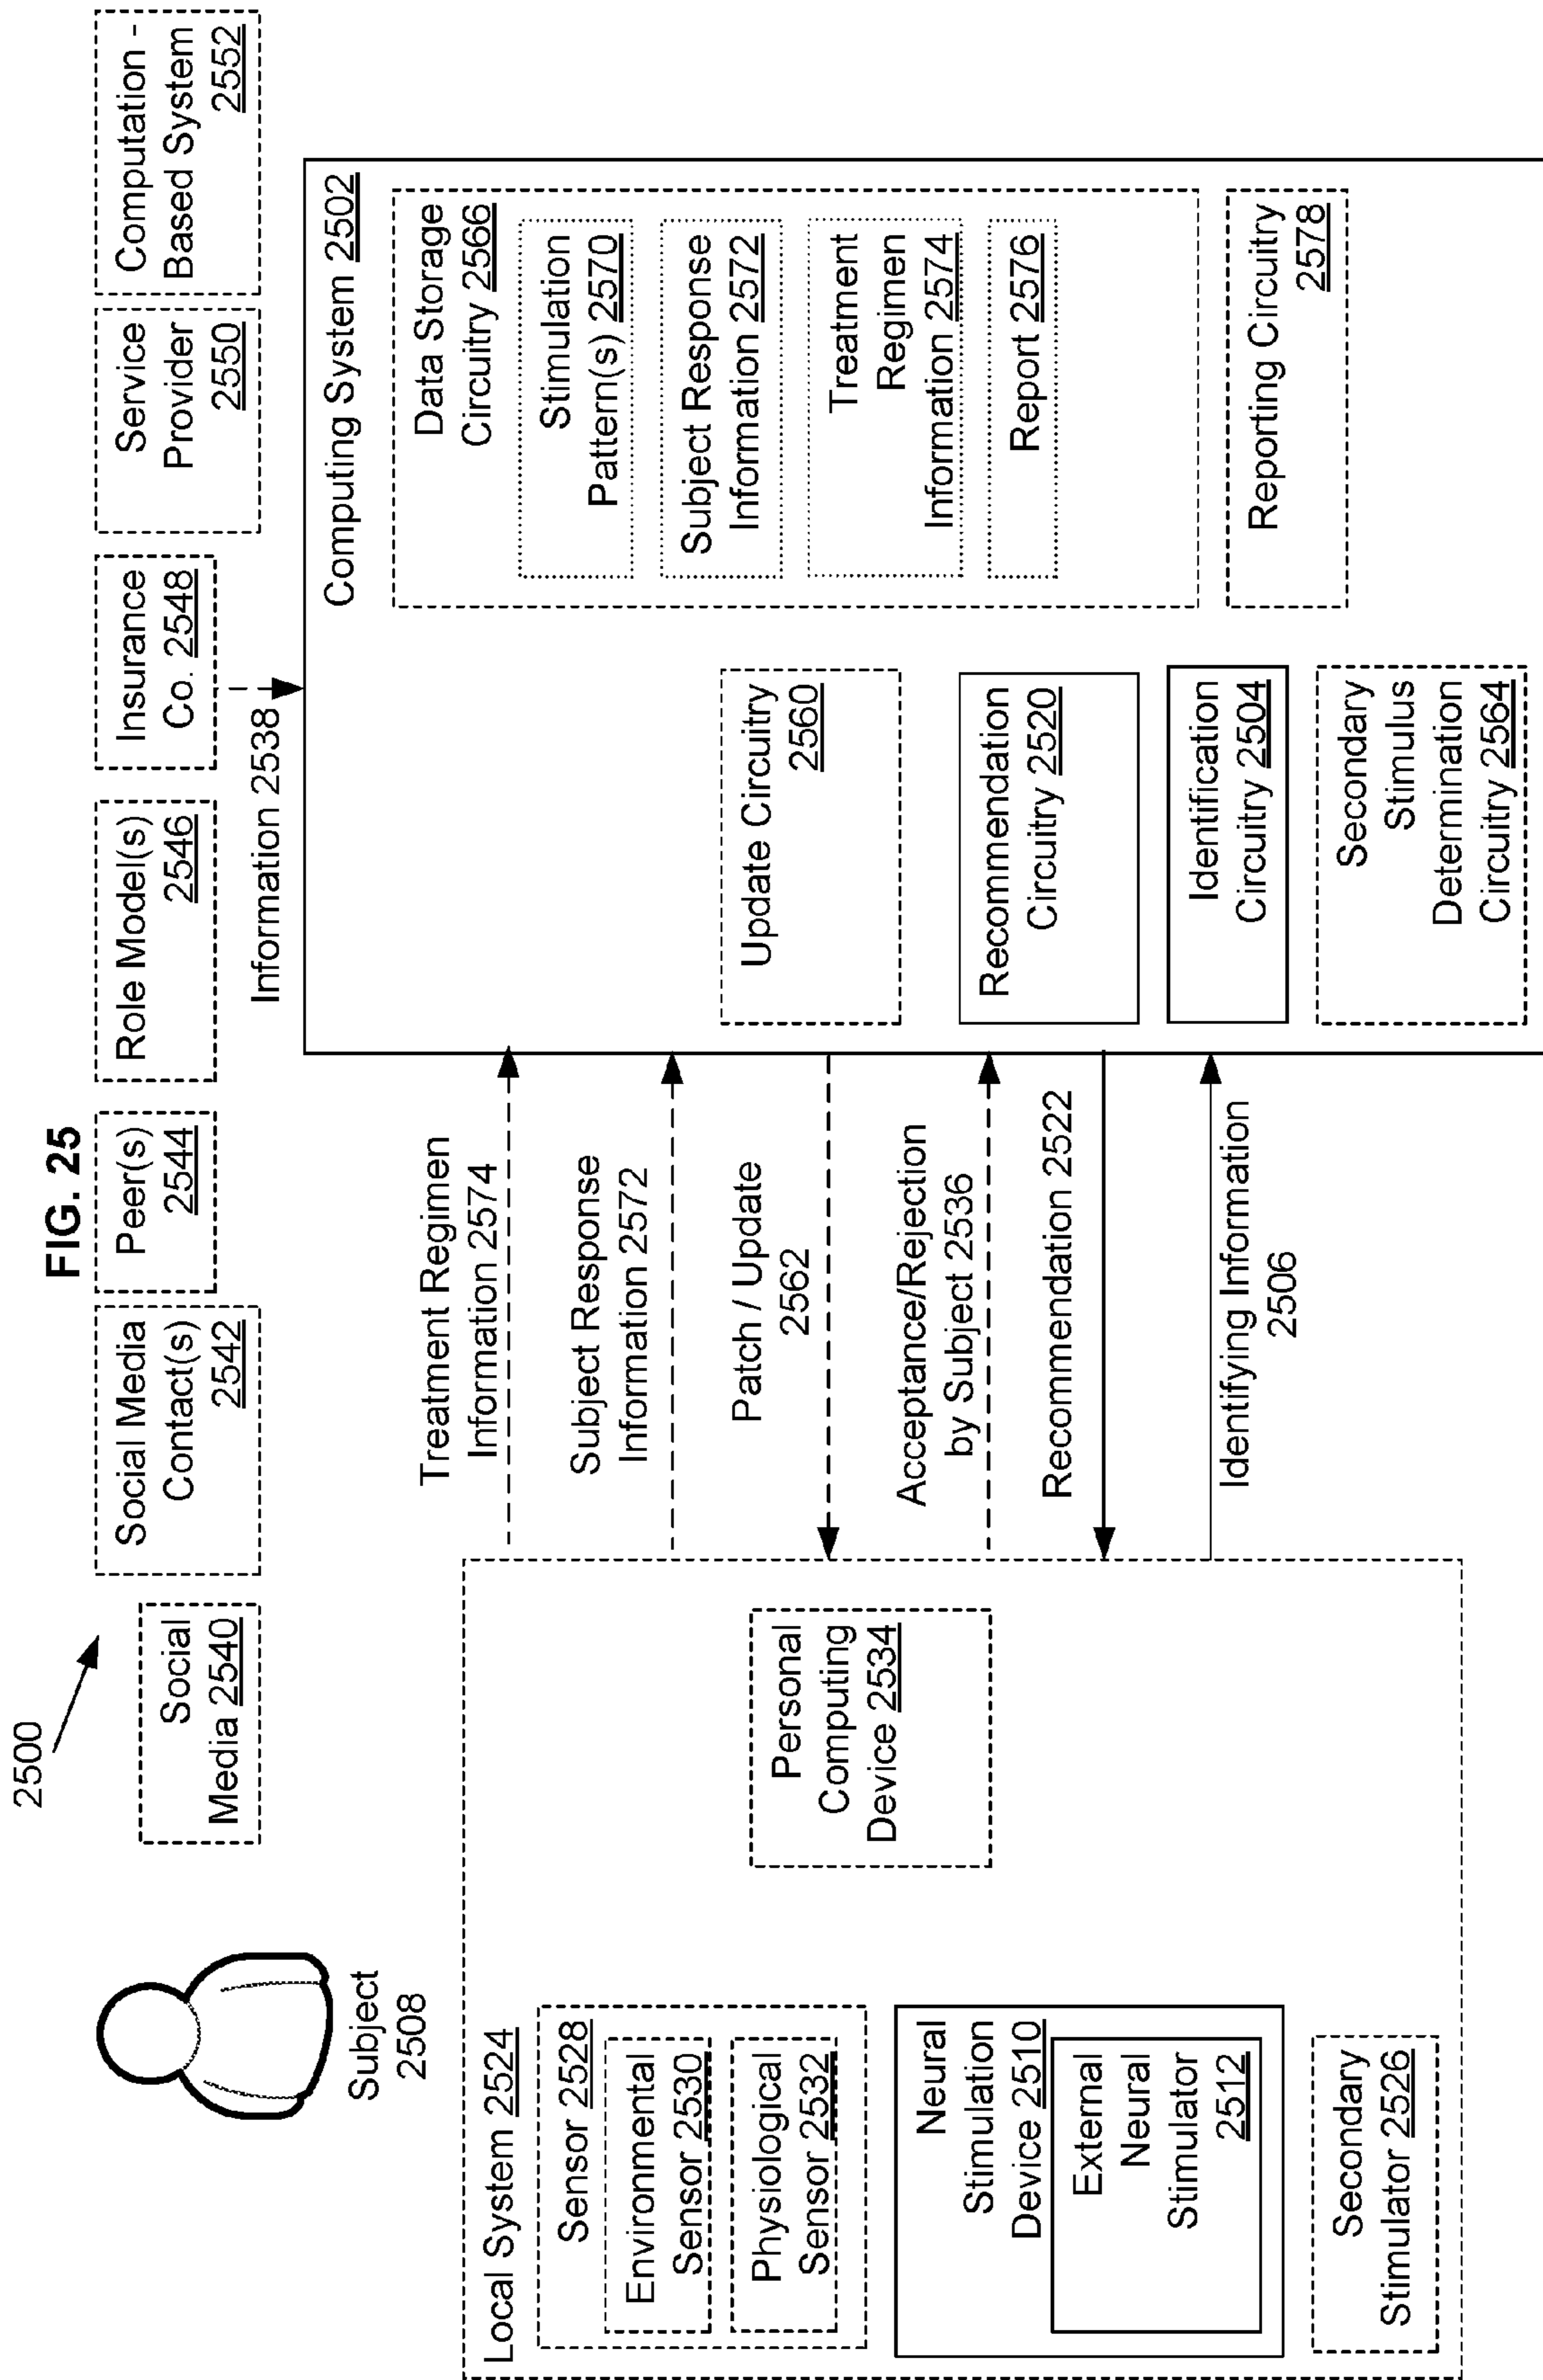 FIG. 25
2500
Social
Media 2540
Social Media
Contact(s)
2542
Peer(s)
2544
Role Model(s)
2546
Insurance
Co. 2548
Service
Provider
2550
Computation -
Based System
2552
Information 2538
Subject
2508
Local System 2524
Sensor 2528
Environmental
Sensor 2530
Physiological
Sensor 2532
Neural
Stimulation
Device 2510
External
Neural
Stimulator
2512
Secondary
Stimulator 2526
Personal
Computing
Device 2534
Treatment Regimen
Information 2574
Subject Response
Information 2572
Patch / Update
2562
Acceptance/Rejection
by Subject 2536
Recommendation 2522
Identifying Information
2506
Computing System 2502
Update Circuitry
2560
Recommendation
Circuitry 2520
Identification
Circuitry 2504
Secondary
Stimulus
Determination
Circuitry 2564
Data Storage
Circuitry 2566
Stimulation
Pattern(s) 2570
Subject Response
Information 2572
Treatment
Regimen
Information 2574
Report 2576
Reporting Circuitry
2578